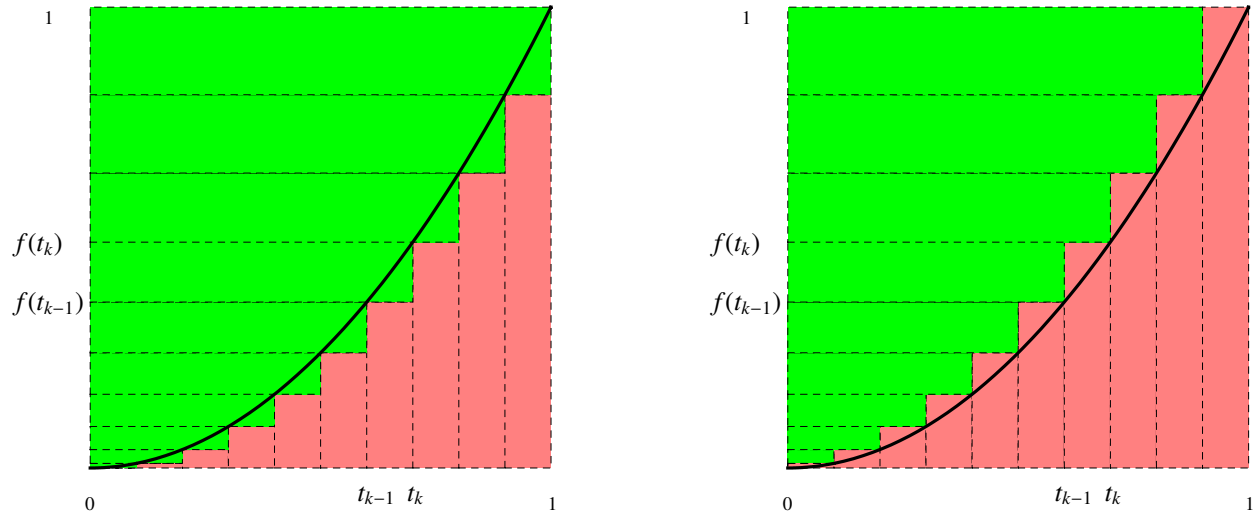 1
f(t_k)
f(t_{k-1})
0 t_{k-1} t_k 1
1
f(t_k)
f(t_{k-1})
0 t_{k-1} t_k 1